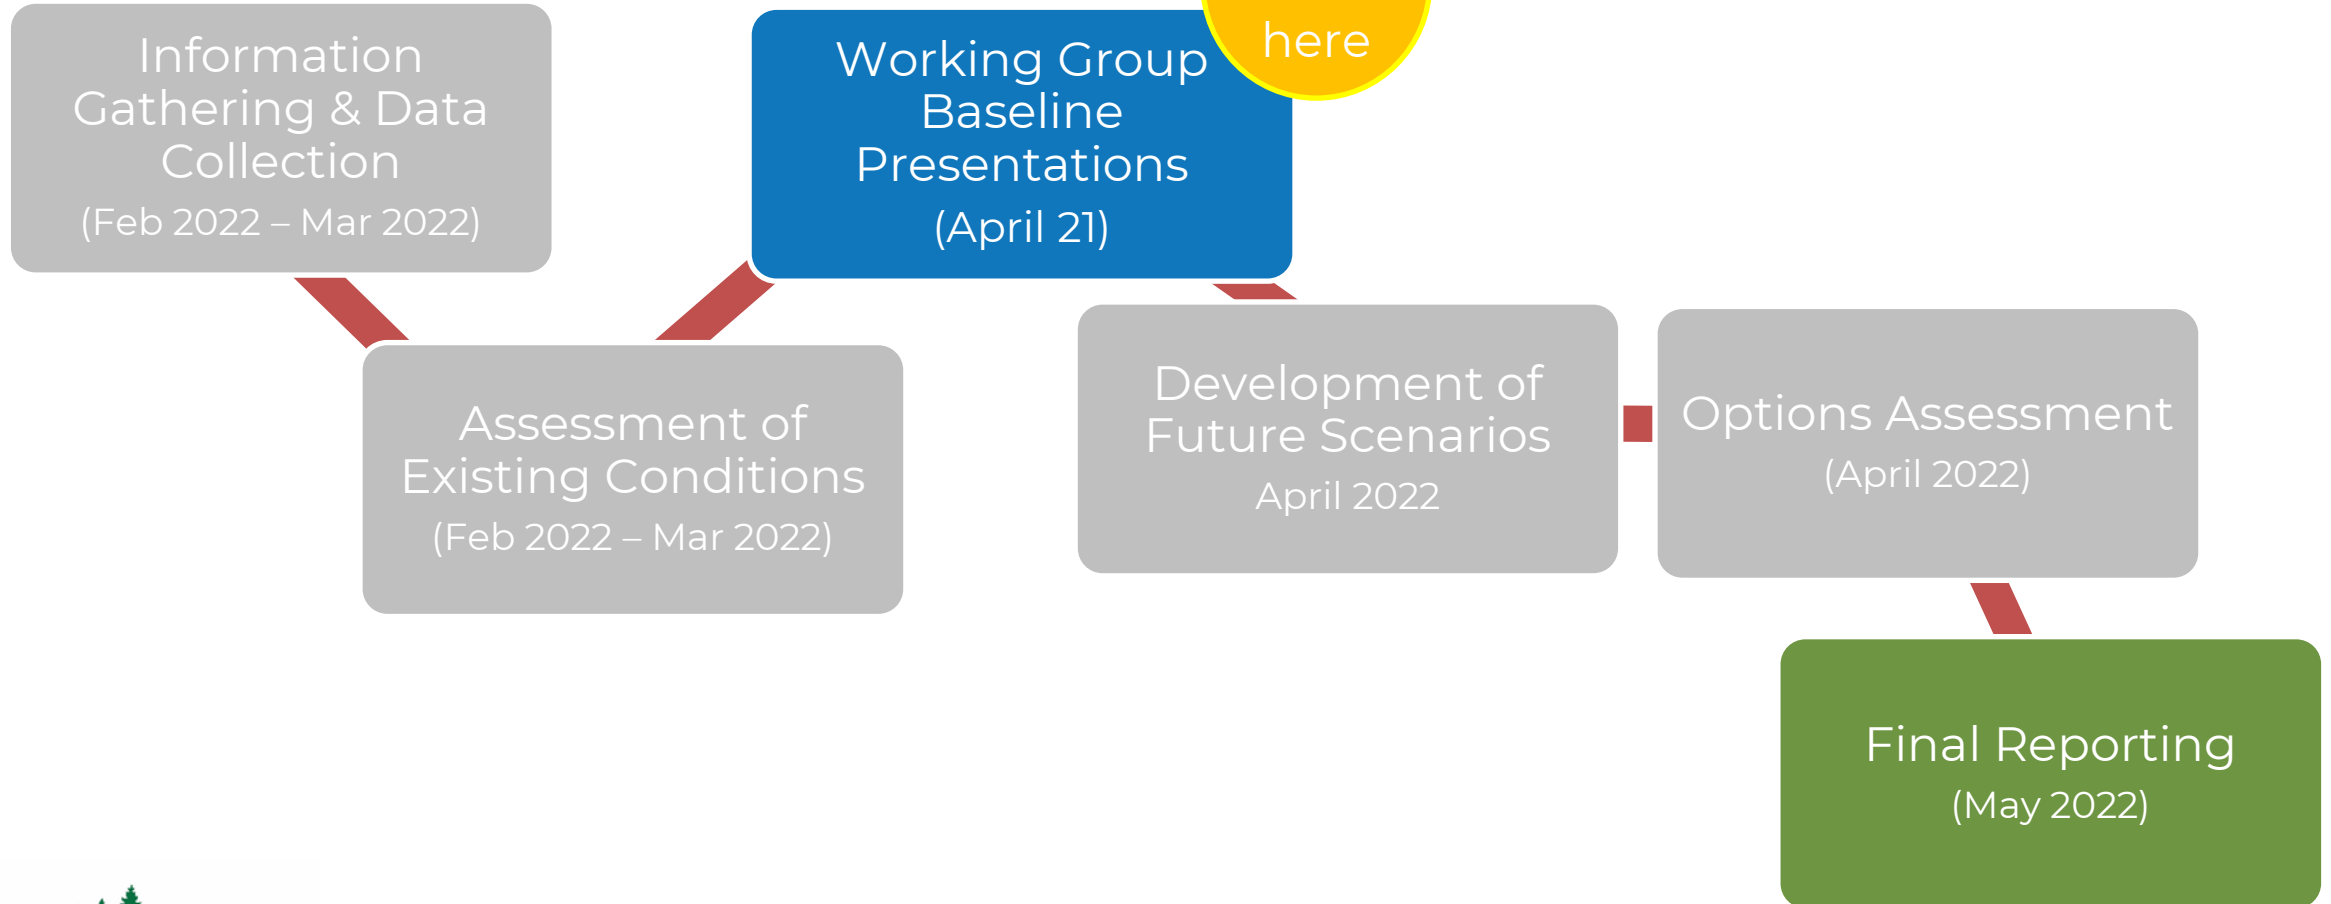 Information
Gathering & Data
Collection
(Feb 2022 – Mar 2022)
Working Group
Baseline
Presentations
(April 21)
here
Assessment of
Existing Conditions
(Feb 2022 – Mar 2022)
Development of
Future Scenarios
April 2022
Options Assessment
(April 2022)
Final Reporting
(May 2022)